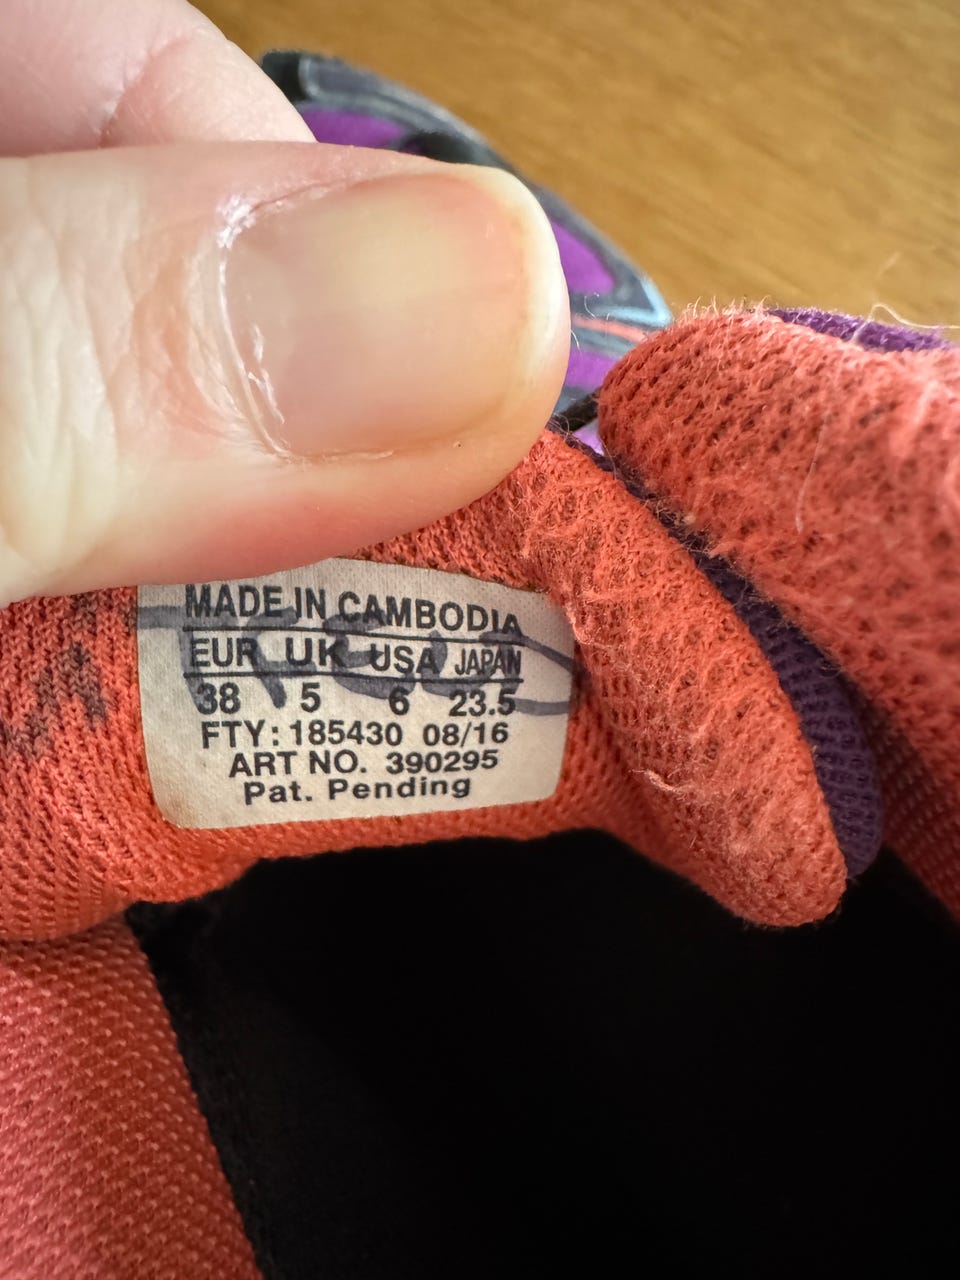 MADE IN CAMBODIA
EUR UK USA JAPAN
38 5 6 23.5
FTY: 185430 08/16
ART NO. 390295
Pat. Pending